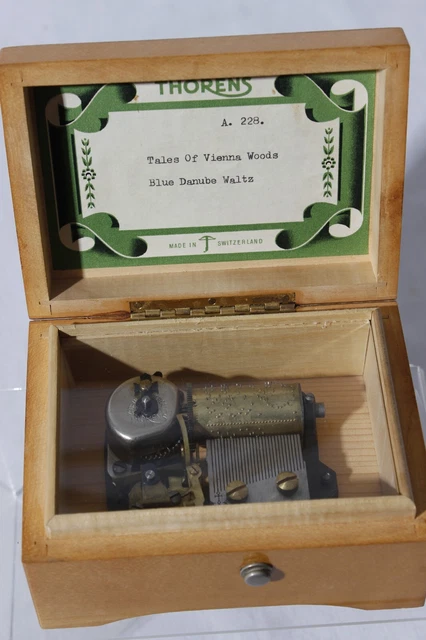 THORENS
A. 228.
Tales Of Vienna Woods
Blue Danube Waltz
MADE IN SWITZERLAND